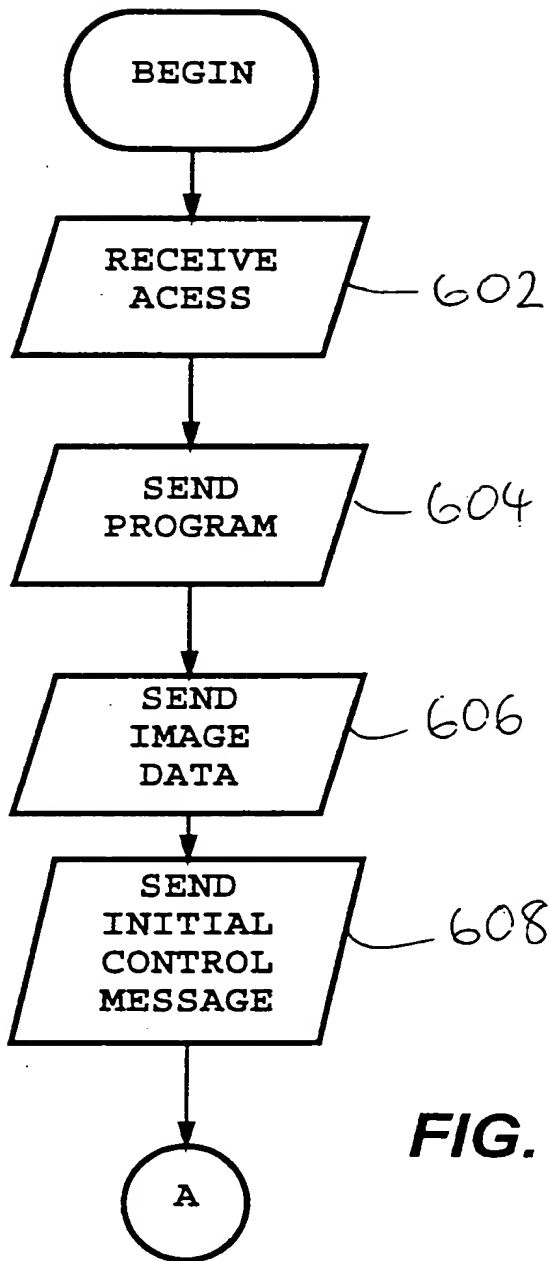 BEGIN
RECEIVE
ACESS
602
SEND
PROGRAM
604
SEND
IMAGE
DATA
606
SEND
INITIAL
CONTROL
MESSAGE
608
FIG.
A